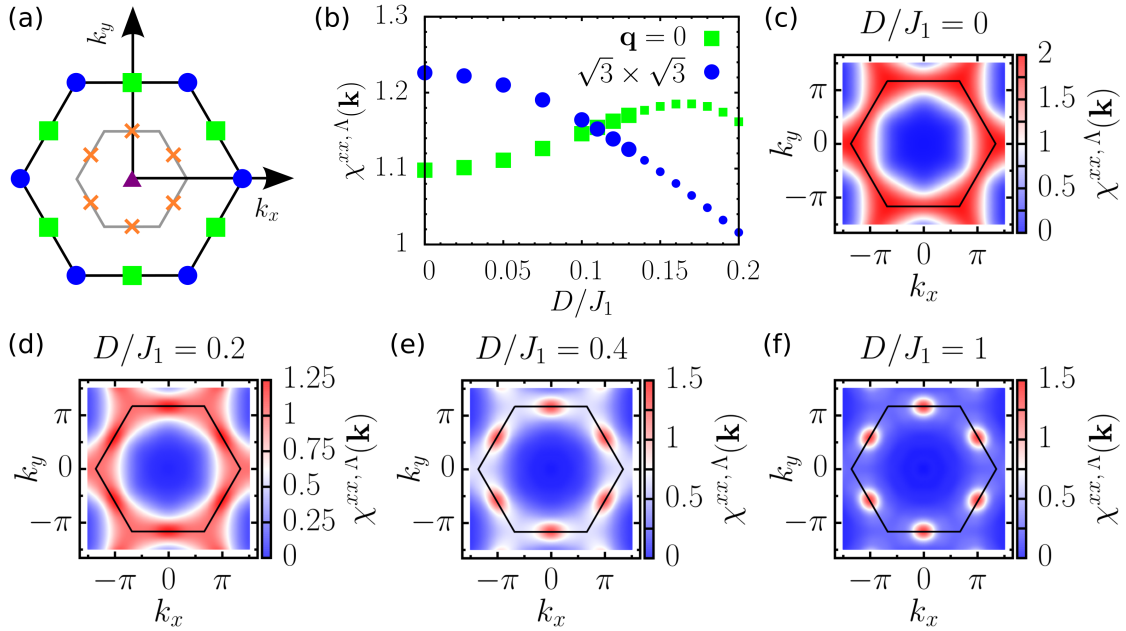 (a)
k_y
k_x
(b)
χ^{xx, Λ}(k)
1.3
1.2
1.1
1
q = 0
√3 × √3
0
0.05
0.1
0.15
0.2
D/J_1
(c)
D/J_1 = 0
k_y
π
0
−π
−π
0
π
k_x
2
1.5
1
0.5
0
χ^{xx, Λ}(k)
(d)
D/J_1 = 0.2
k_y
π
0
−π
−π
0
π
k_x
1.25
1
0.75
0.5
0.25
0
χ^{xx, Λ}(k)
(e)
D/J_1 = 0.4
k_y
π
0
−π
−π
0
π
k_x
1.5
1
0.5
0
χ^{xx, Λ}(k)
(f)
D/J_1 = 1
k_y
π
0
−π
−π
0
π
k_x
1.5
1
0.5
0
χ^{xx, Λ}(k)